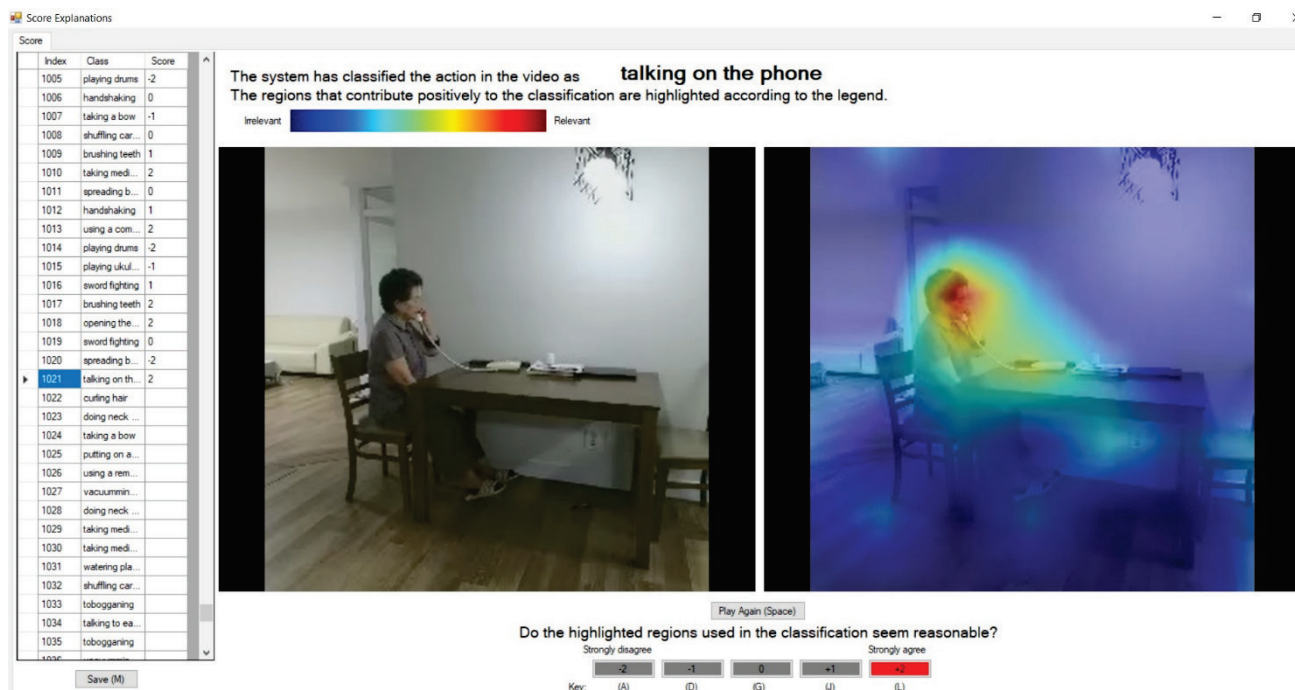 Score Explanations
Score
Index Class Score
1005 playing drums -2
1006 handshaking 0
1007 taking a bow -1
1008 shuffling car... 0
1009 brushing teeth 1
1010 taking medi... 2
1011 spreading b... 0
1012 handshaking 1
1013 using a com... 2
1014 playing drums -2
1015 playing ukul... -1
1016 sword fighting 1
1017 brushing teeth 2
1018 opening the... 2
1019 sword fighting 0
1020 spreading b... -2
1021 talking on th... 2
1022 curling hair
1023 doing neck ...
1024 taking a bow
1025 putting on a...
1026 using a rem...
1027 vacuummin...
1028 doing neck ...
1029 taking medi...
1030 taking medi...
1031 watering pla...
1032 shuffling car...
1033 tobogganing
1034 talking to ea...
1035 tobogganing
Save (M)
The system has classified the action in the video as talking on the phone
The regions that contribute positively to the classification are highlighted according to the legend.
Irrelevant Relevant
Play Again (Space)
Do the highlighted regions used in the classification seem reasonable?
Strongly disagree Strongly agree
-2 -1 0 +1 +2
Key: (A) (D) (G) (J) (L)